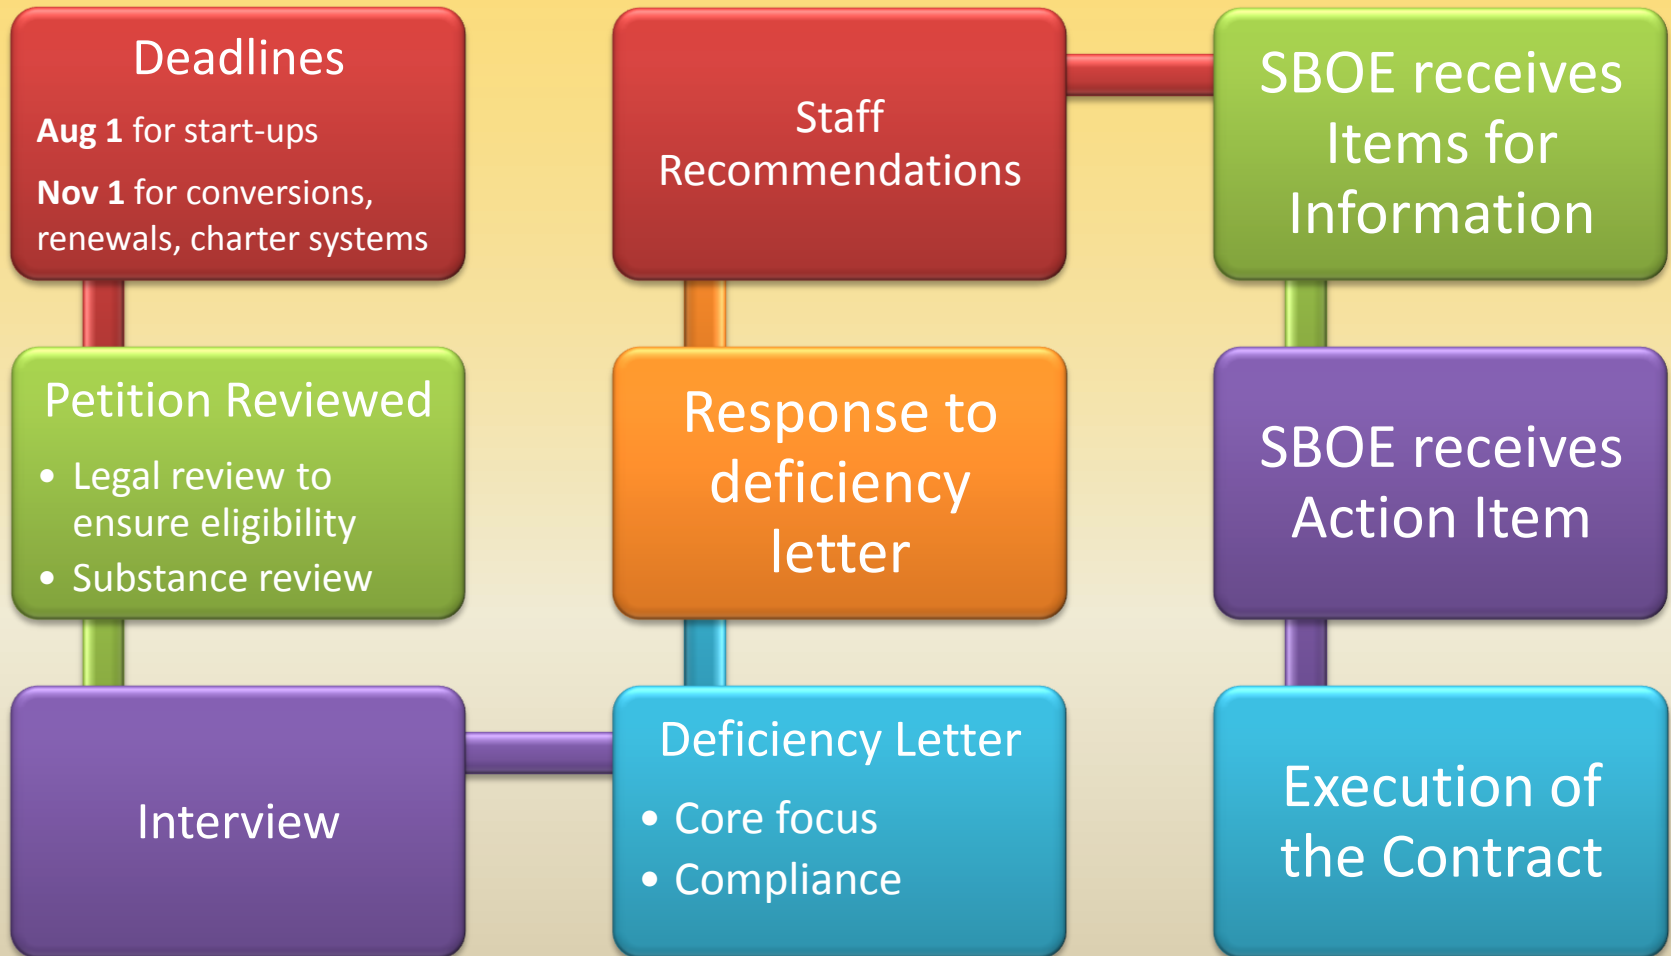 Deadlines
Aug 1 for start-ups
Nov 1 for conversions,
renewals, charter systems
Petition Reviewed
• Legal review to
ensure eligibility
• Substance review
Interview
Deficiency Letter
• Core focus
• Compliance
Response to
deficiency
letter
Staff
Recommendations
SBOE receives
Items for
Information
SBOE receives
Action Item
Execution of
the Contract